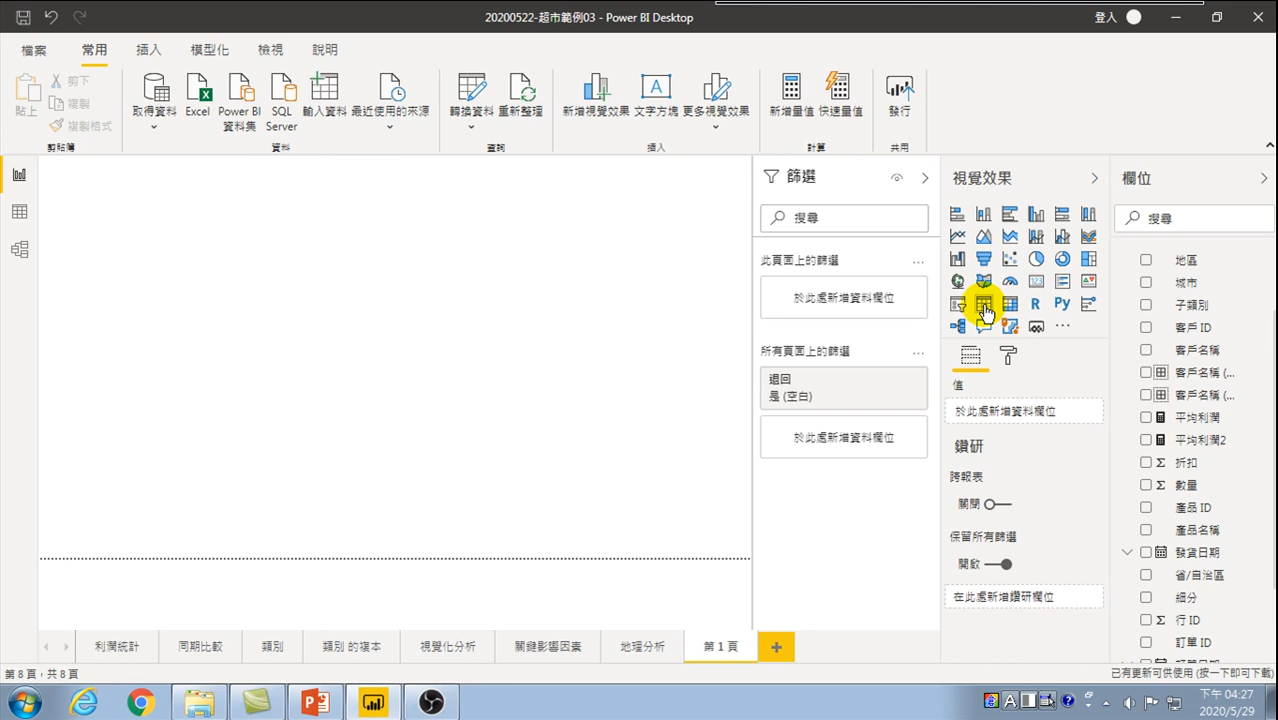 20200522-超市範例03 - Power BI Desktop
登入
檔案
常用
插入
模型化
檢視
說明
貼上
剪下
複製
複製格式
剪貼簿
取得資料
Excel
Power BI
資料集
SQL
Server
輸入資料
最近使用的來源
資料
轉換資料
重新整理
查詢
新增視覺效果
文字方塊
更多視覺效果
插入
新增量值
快速量值
計算
發行
共用
篩選
搜尋
此頁面上的篩選
...
於此處新增資料欄位
所有頁面上的篩選
...
退回
是 (空白)
於此處新增資料欄位
視覺效果
R
Py
...
值
於此處新增資料欄位
鑽研
跨報表
關閉
保留所有篩選
開啟
在此處新增鑽研欄位
欄位
搜尋
地區
城市
子類別
客戶 ID
客戶名稱
客戶名稱 (...
客戶名稱 (...
平均利潤
平均利潤2
折扣
數量
產品 ID
產品名稱
發貨日期
省/自治區
細分
行 ID
訂單 ID
利潤統計
同期比較
類別
類別 的複本
視覺化分析
關鍵影響因素
地理分析
第 1 頁
第 8 頁，共 8 頁
已有更新可供使用 (按一下即可下載)
下午 04:27
2020/5/29